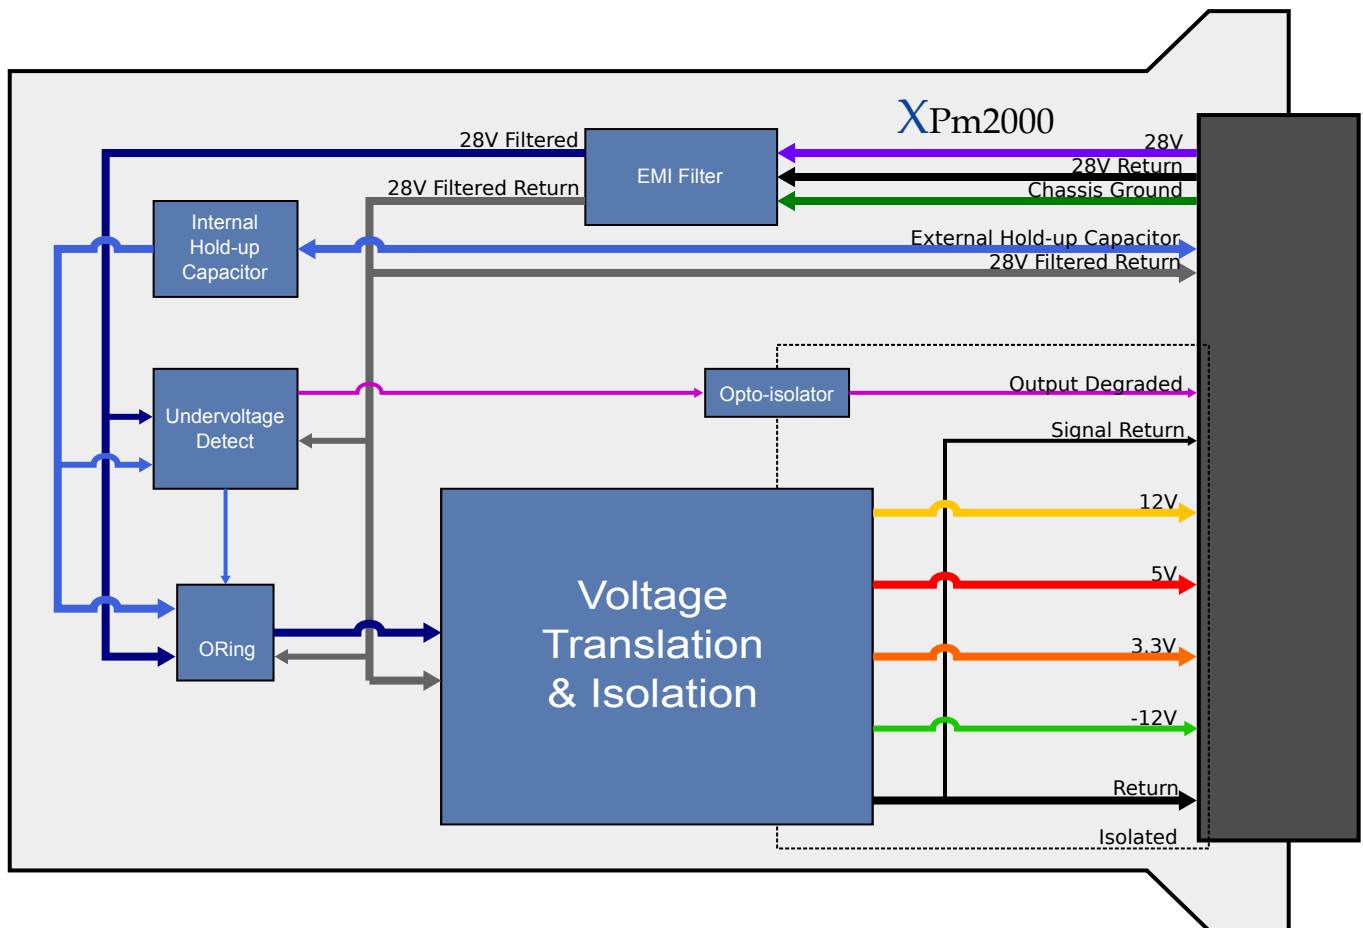 XPm2000
28V Filtered
28V
EMI Filter
28V Return
28V Filtered Return
Chassis Ground
Internal
Hold-up
Capacitor
External Hold-up Capacitor
28V Filtered Return
Opto-isolator
Output Degraded
Undervoltage
Detect
Signal Return
12V
5V
Voltage
Translation
& Isolation
ORing
3.3V
-12V
Return
Isolated